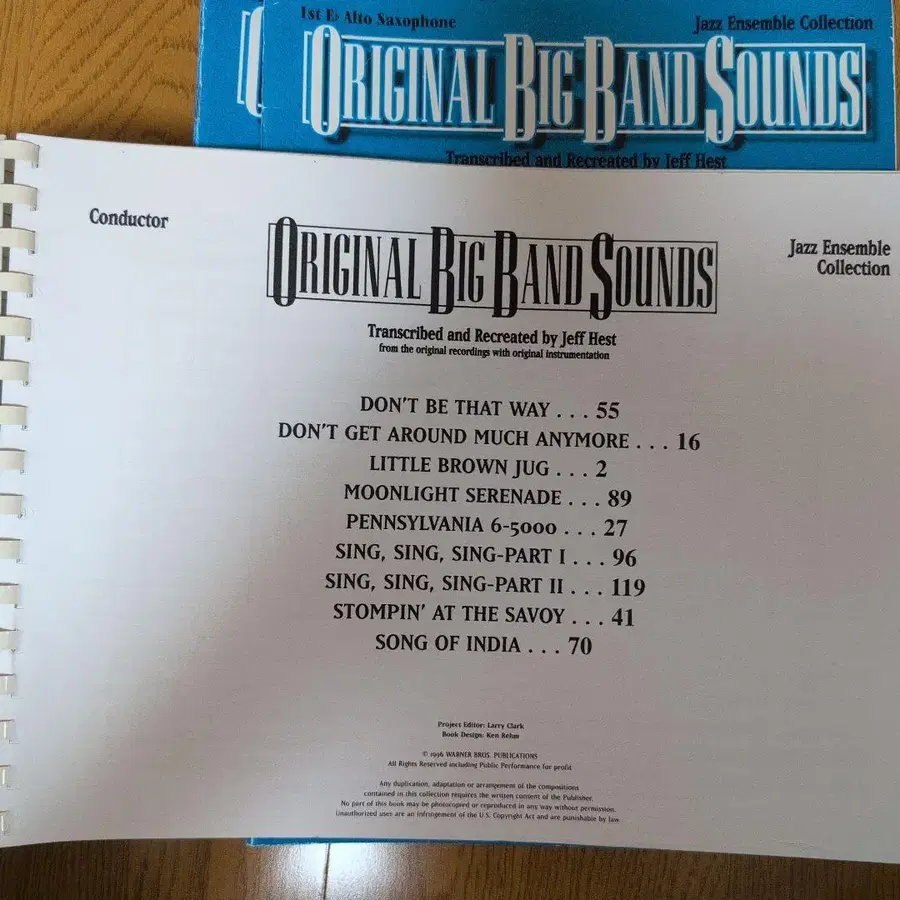 1st E♭ Alto Saxophone
Jazz Ensemble Collection
ORIGINAL BIG BAND SOUNDS
Transcribed and Recreated by Jeff Hest
Conductor
ORIGINAL BIG BAND SOUNDS
Jazz Ensemble
Collection
Transcribed and Recreated by Jeff Hest
from the original recordings with original instrumentation
DON'T BE THAT WAY . . . 55
DON'T GET AROUND MUCH ANYMORE . . . 16
LITTLE BROWN JUG . . . 2
MOONLIGHT SERENADE . . . 89
PENNSYLVANIA 6-5000 . . . 27
SING, SING, SING-PART I . . . 96
SING, SING, SING-PART II . . . 119
STOMPIN' AT THE SAVOY . . . 41
SONG OF INDIA . . . 70
Project Editor: Larry Clark
Book Design: Ken Rehm
© 1996 WARNER BROS. PUBLICATIONS
All Rights Reserved including Public Performance for profit
Any duplication, adaptation or arrangement of the compositions
contained in this collection requires the written consent of the Publisher.
No part of this book may be photocopied or reproduced in any way without permission.
Unauthorized uses are an infringement of the U.S. Copyright Act and are punishable by law